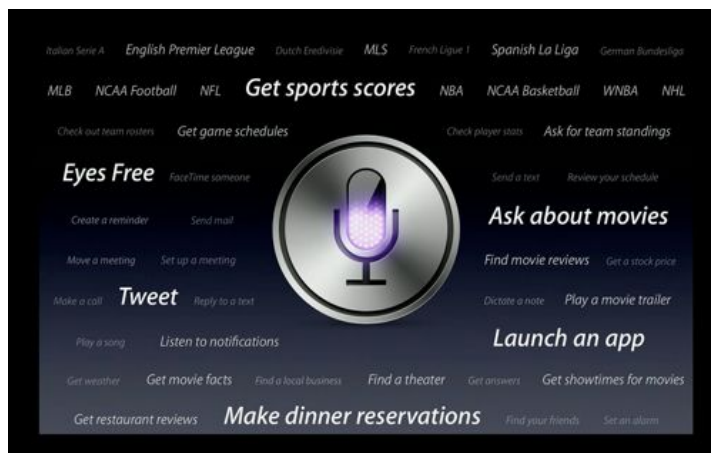 Italian Serie A English Premier League Dutch Eredivisie MLS French Ligue 1 Spanish La Liga German Bundesliga
MLB NCAA Football NFL Get sports scores NBA NCAA Basketball WNBA NHL
Check out team rosters Get game schedules Check player stats Ask for team standings
Eyes Free FaceTime someone Send a text Review your schedule
Create a reminder Send mail Ask about movies
Move a meeting Set up a meeting Find movie reviews Get a stock price
Make a call Tweet Reply to a text Dictate a note Play a movie trailer
Play a song Listen to notifications Launch an app
Get weather Get movie facts Find a local business Find a theater Get answers Get showtimes for movies
Get restaurant reviews Make dinner reservations Find your friends Set an alarm